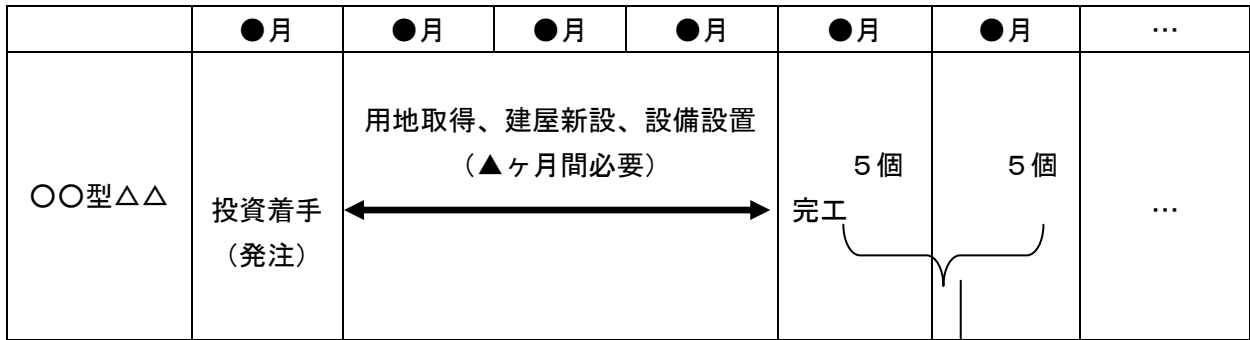 ●月 ●月 ●月 ●月 ●月 ●月 …
用地取得、建屋新設、設備設置
（▲ヶ月間必要）
５個 ５個
〇〇型△△
投資着手
（発注）
完工
…